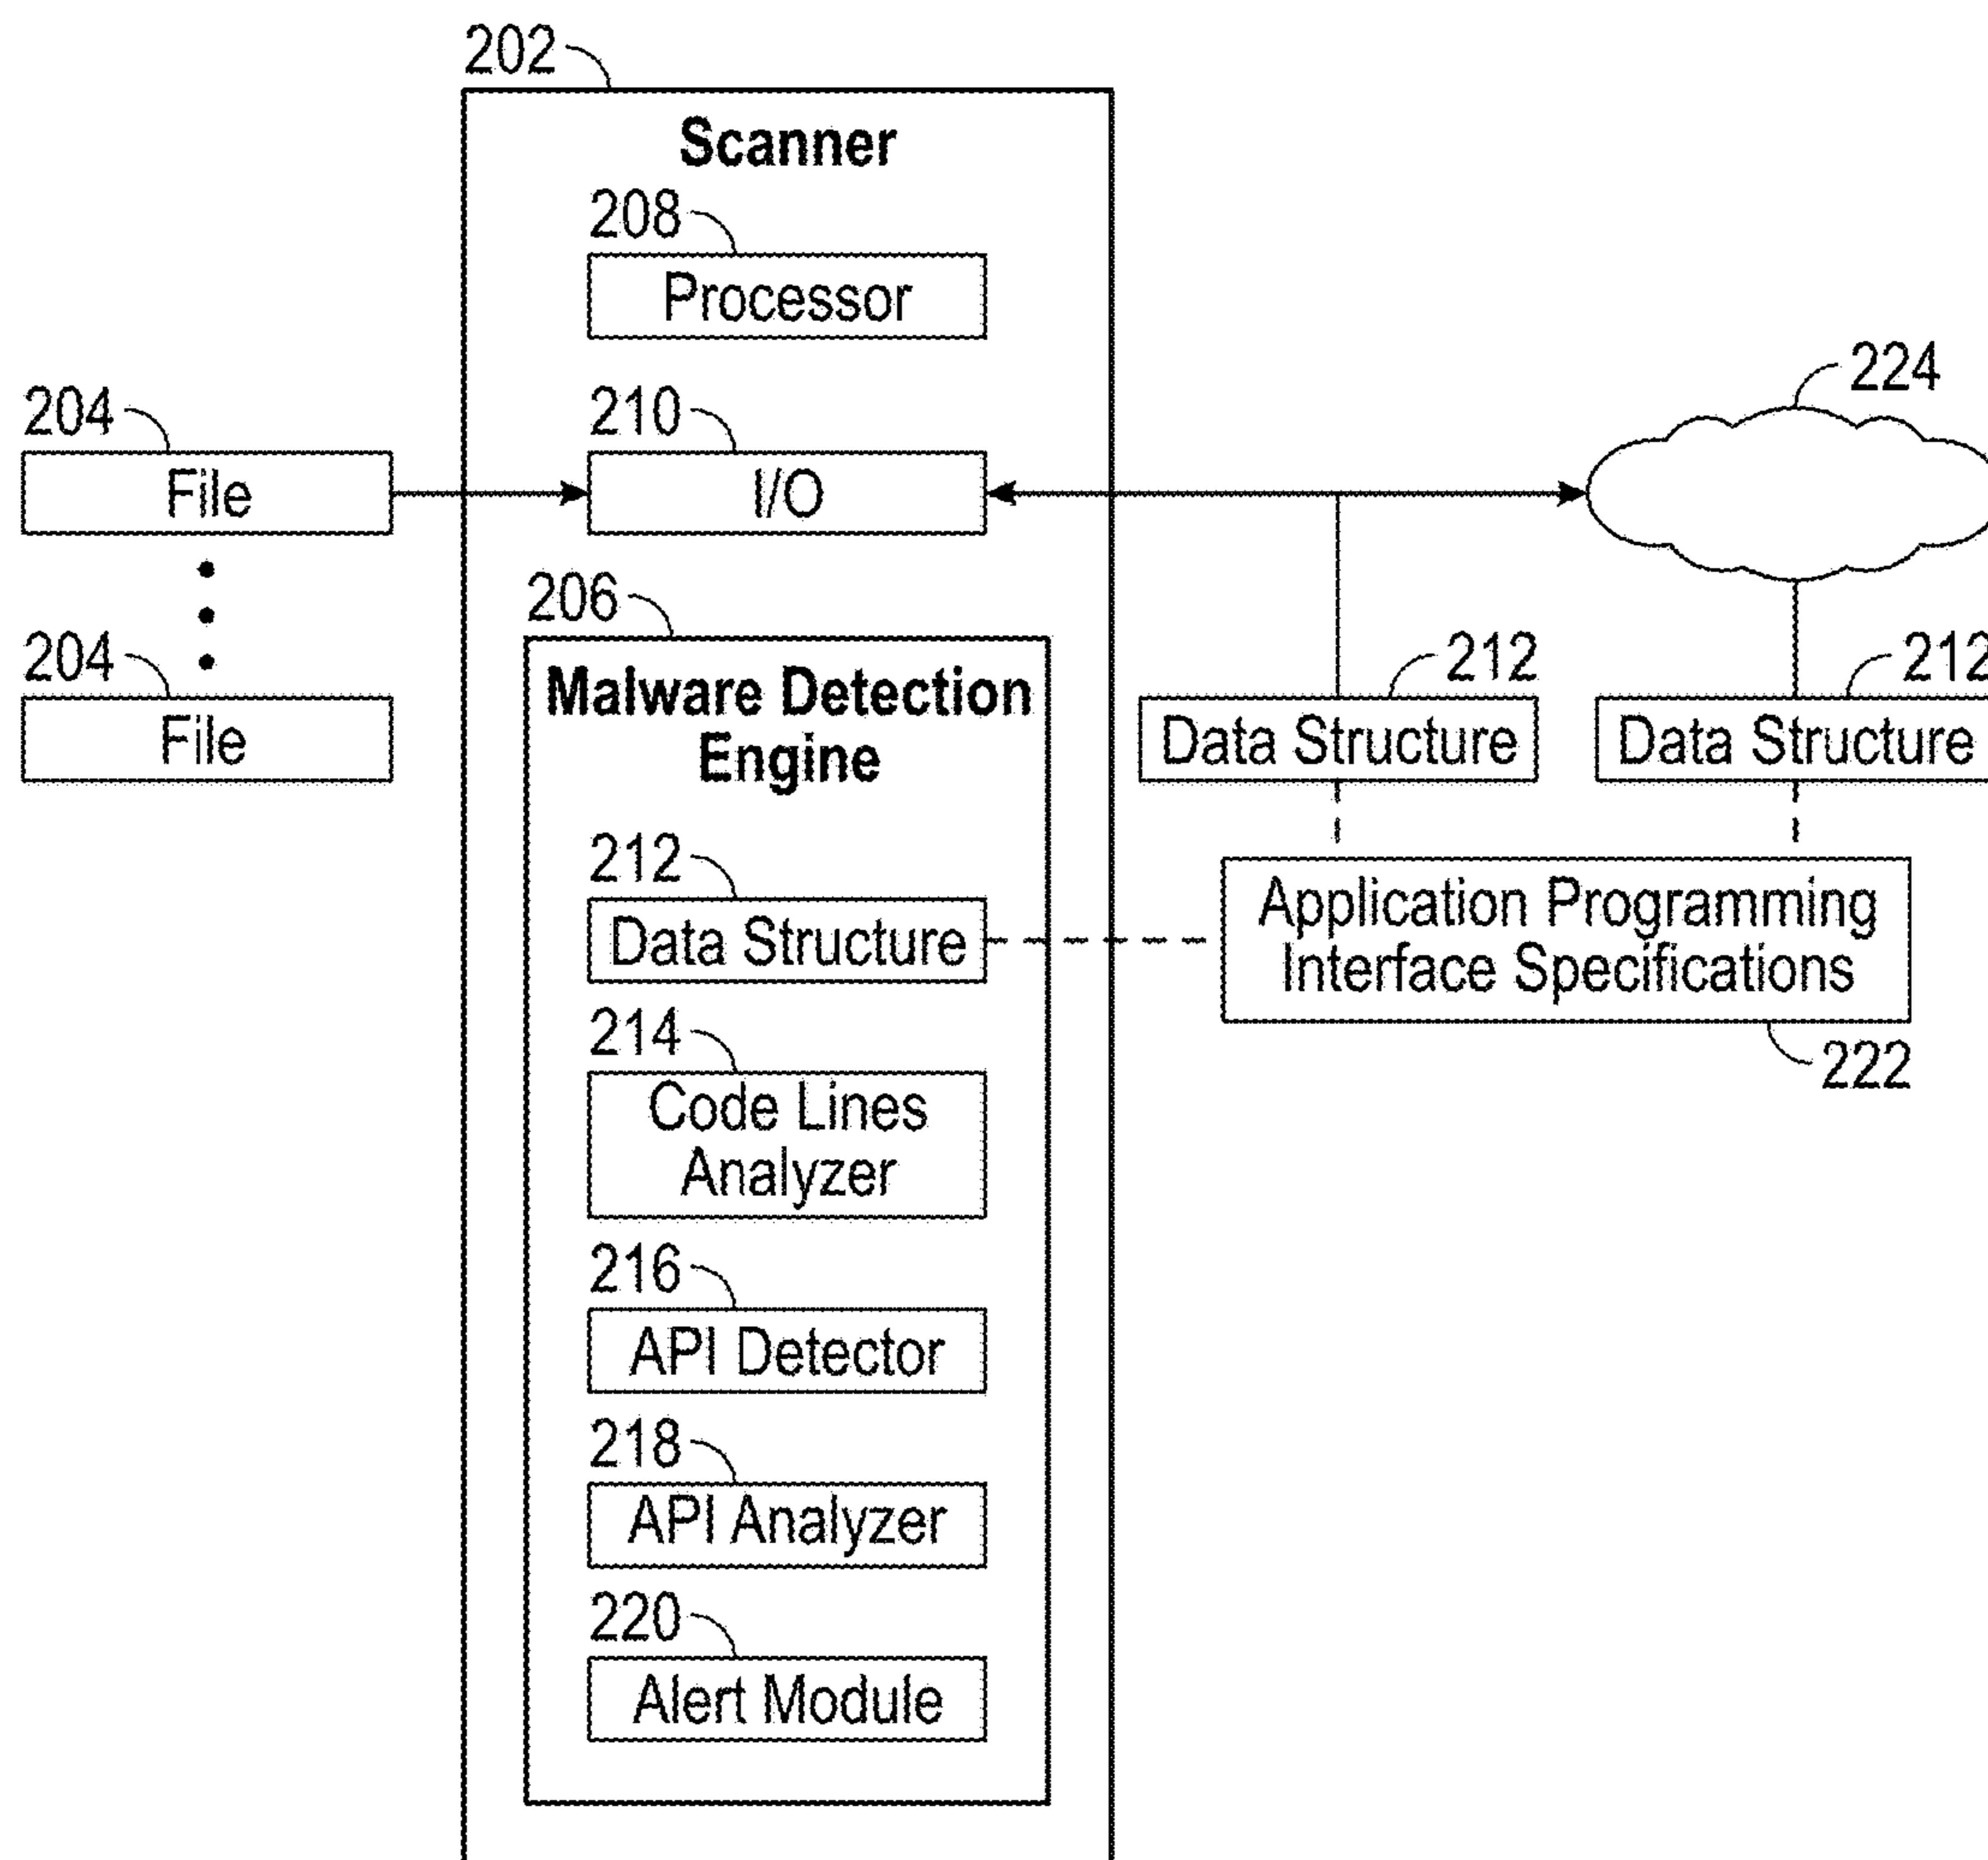 202
Scanner
208
Processor
204
210
224
File
I/O
206
204
212
212
File
Malware Detection
Engine
Data Structure
Data Structure
212
Data Structure
Application Programming
Interface Specifications
222
214
Code Lines
Analyzer
216
API Detector
218
API Analyzer
220
Alert Module